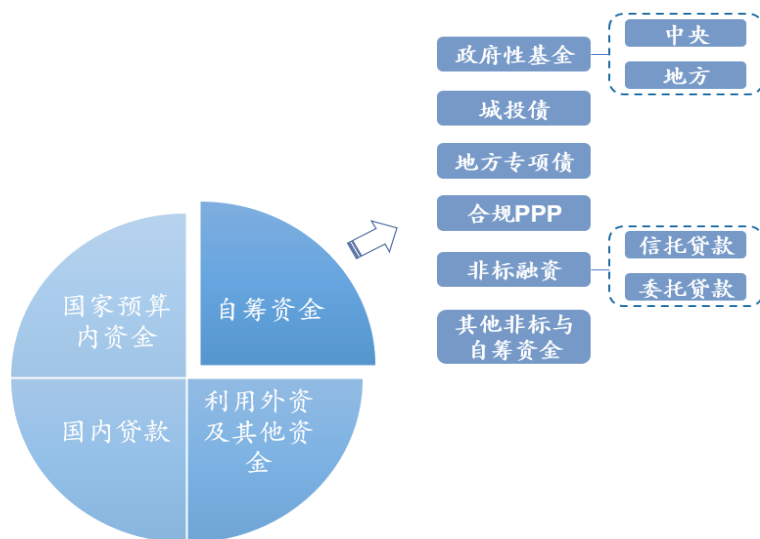 政府性基金
中央
地方
城投债
地方专项债
合规PPP
非标融资
信托贷款
委托贷款
其他非标与
自筹资金
国家预算
内资金
自筹资金
国内贷款
利用外资
及其他资
金